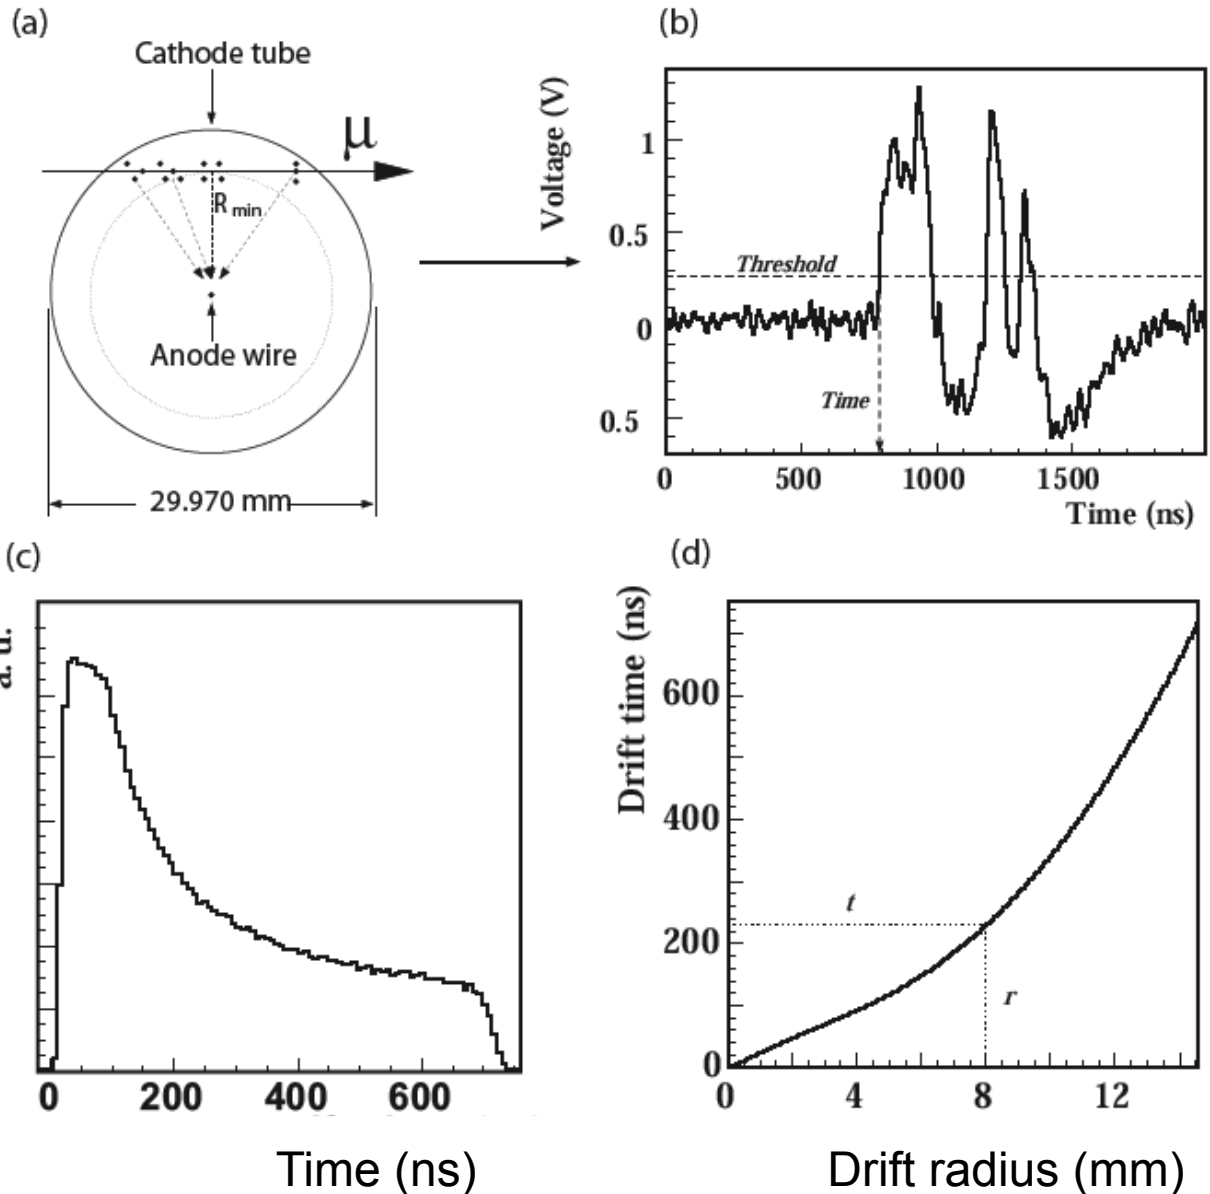 (a)
Cathode tube
μ
R min
Anode wire
29.970 mm
(b)
Voltage (V)
1
0.5
0
0.5
Threshold
Time
0 500 1000 1500
Time (ns)
(c)
a. u.
0 200 400 600
Time (ns)
(d)
Drift time (ns)
600
400
200
0
t
r
0 4 8 12
Drift radius (mm)